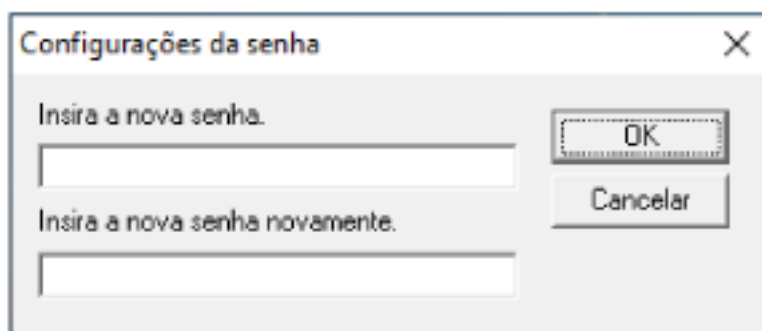 Configurações da senha
Insira a nova senha.
OK
Cancelar
Insira a nova senha novamente.